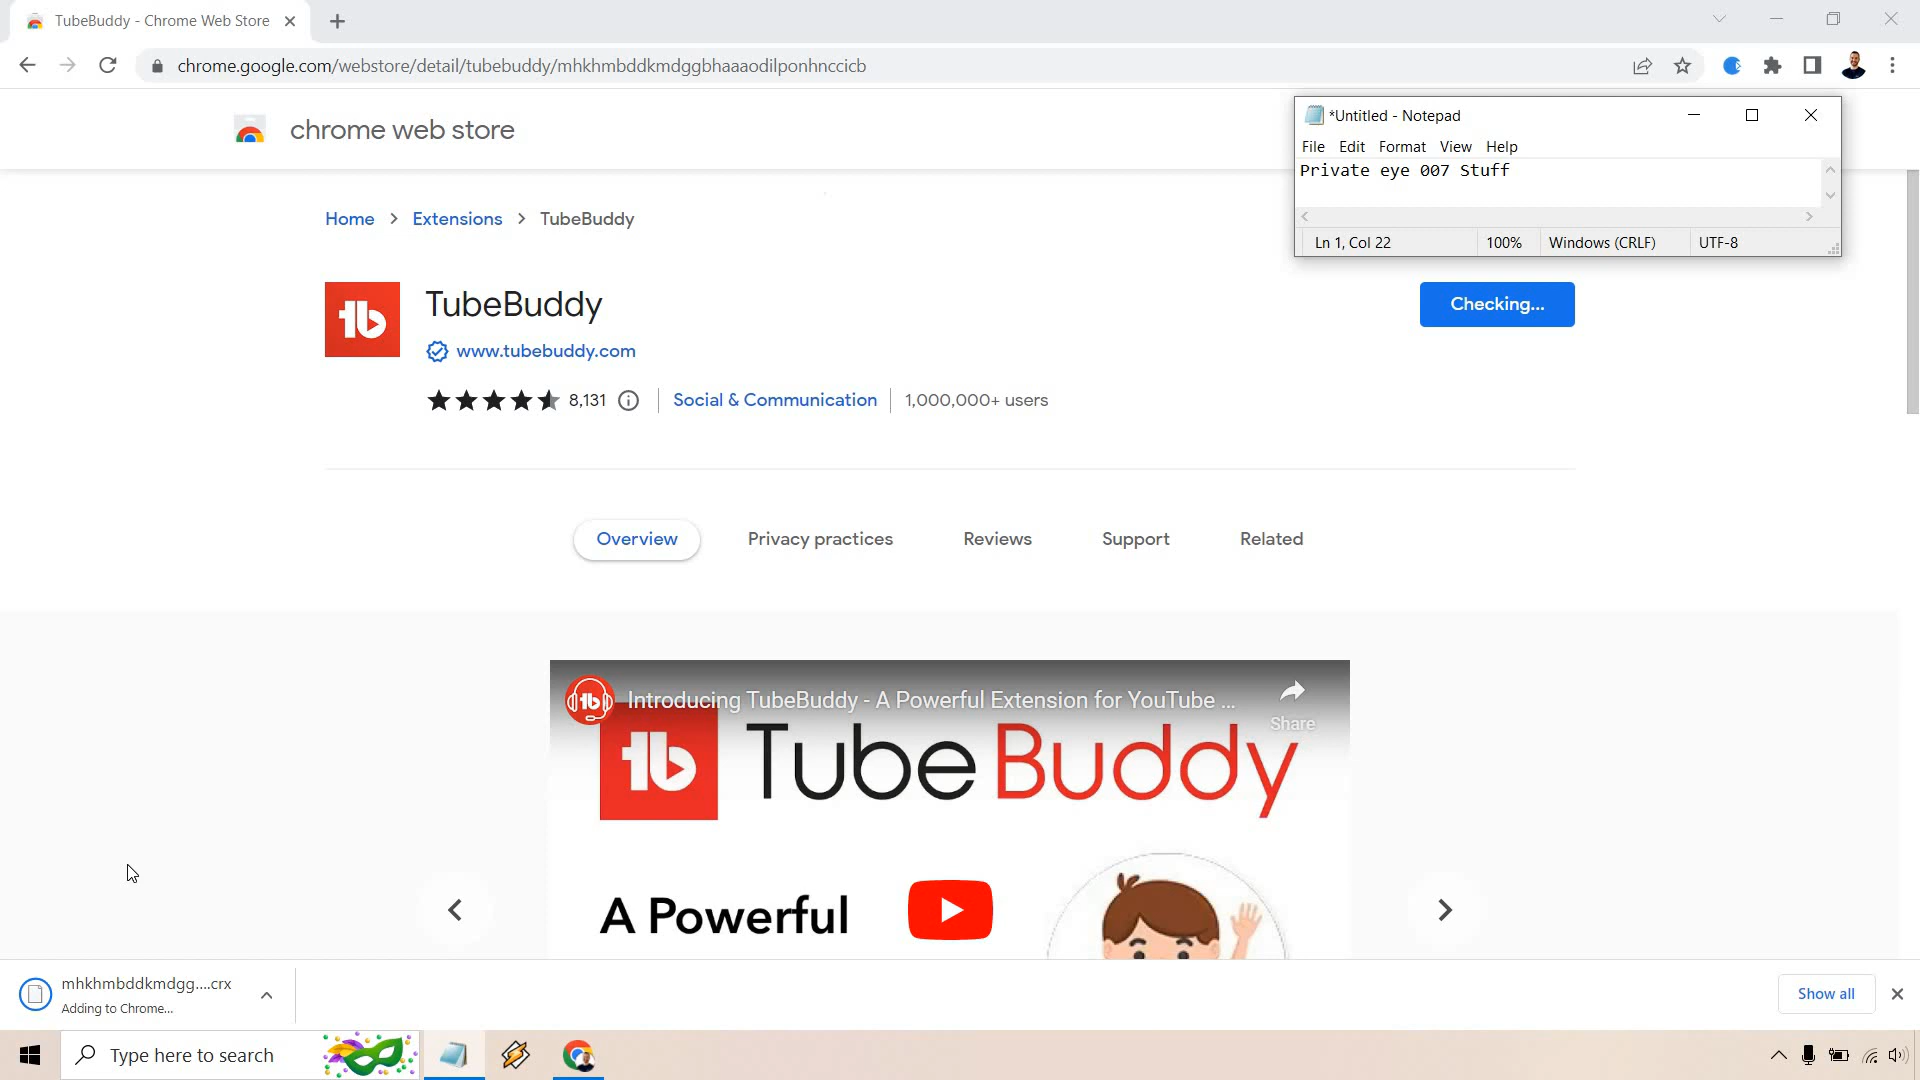 TubeBuddy - Chrome Web Store
chrome.google.com/webstore/detail/tubebuddy/mhkhmbddkmdggbhaaaodilponhnccicb
chrome web store
*Untitled - Notepad
File Edit Format View Help
Private eye 007 Stuff
Ln 1, Col 22 100% Windows (CRLF) UTF-8
Home > Extensions > TubeBuddy
TubeBuddy
Checking...
www.tubebuddy.com
8,131 Social & Communication 1,000,000+ users
Overview Privacy practices Reviews Support Related
Introducing TubeBuddy - A Powerful Extension for YouTube ...
Share
TubeBuddy
A Powerful
mhkhmbddkmdgg....crx
Adding to Chrome...
Show all
Type here to search